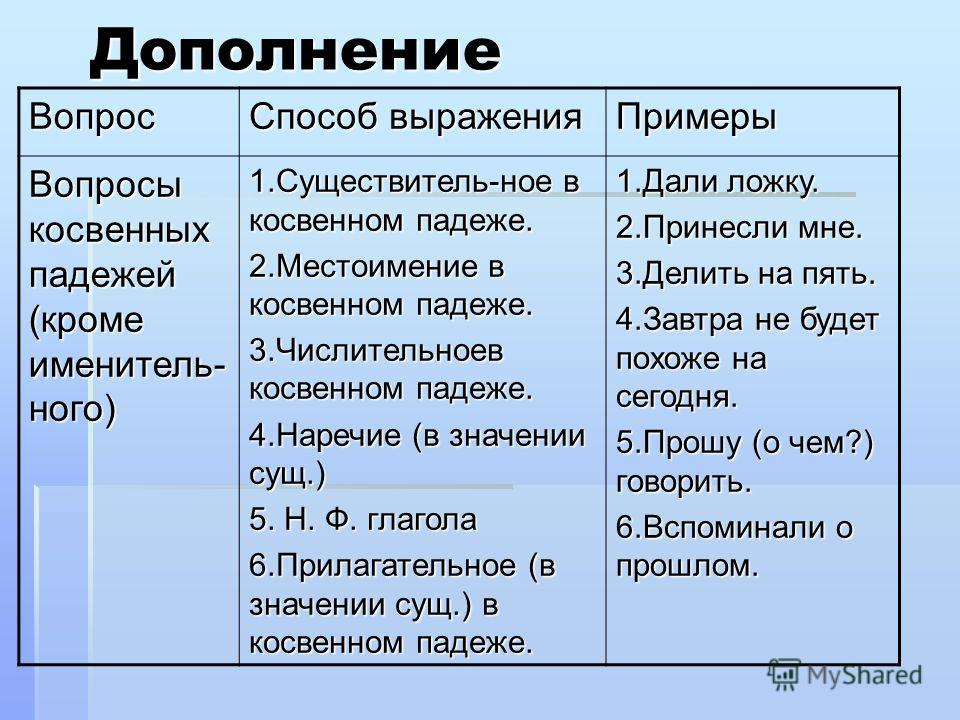 Дополнение
Вопрос
Способ выражения
Примеры
Вопросы
косвенных
падежей
(кроме
именитель-
ного)
1.Существитель-ное в
косвенном падеже.
2.Местоимение в
косвенном падеже.
3.Числительноев
косвенном падеже.
4.Наречие (в значении
сущ.)
5. Н. Ф. глагола
6.Прилагательное (в
значении сущ.) в
косвенном падеже.
1.Дали ложку.
2.Принесли мне.
3.Делить на пять.
4.Завтра не будет
похоже на
сегодня.
5.Прошу (о чем?)
говорить.
6.Вспоминали о
прошлом.
MyShared